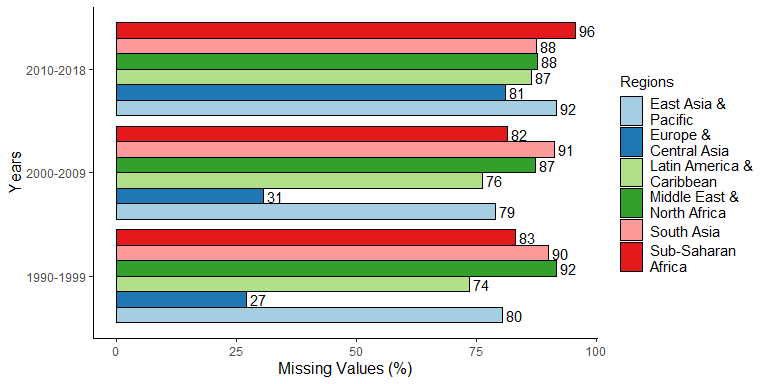 Years
2010-2018
96
88
88
87
81
92
2000-2009
82
91
87
76
31
79
1990-1999
83
90
92
74
27
80
0
25
50
75
100
Missing Values (%)
Regions
East Asia &
Pacific
Europe &
Central Asia
Latin America &
Caribbean
Middle East &
North Africa
South Asia
Sub-Saharan
Africa